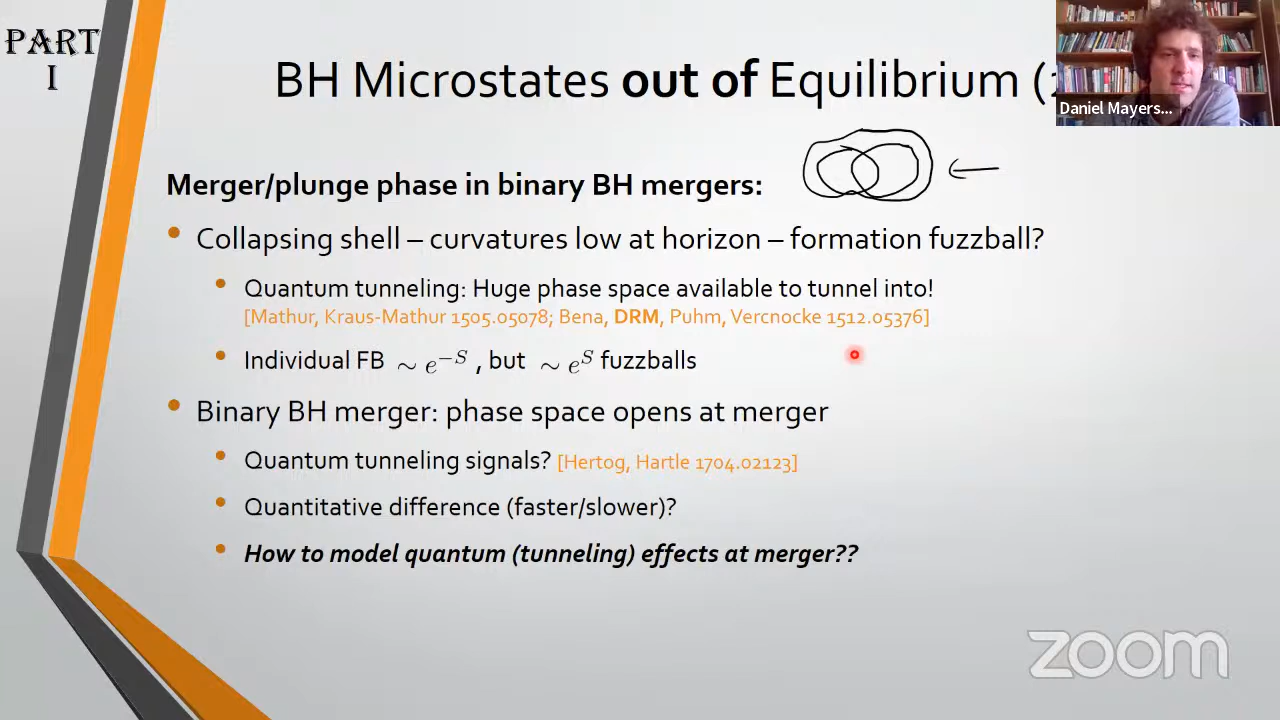 PART
I
BH Microstates out of Equilibrium (
Daniel Mayers...
Merger/plunge phase in binary BH mergers:
• Collapsing shell – curvatures low at horizon – formation fuzzball?
• Quantum tunneling: Huge phase space available to tunnel into!
[Mathur, Kraus-Mathur 1505.05078; Bena, DRM, Puhm, Vercnocke 1512.05376]
• Individual FB ∼ e^{−S} , but ∼ e^{S} fuzzballs
• Binary BH merger: phase space opens at merger
• Quantum tunneling signals? [Hertog, Hartle 1704.02123]
• Quantitative difference (faster/slower)?
• How to model quantum (tunneling) effects at merger??
zoom